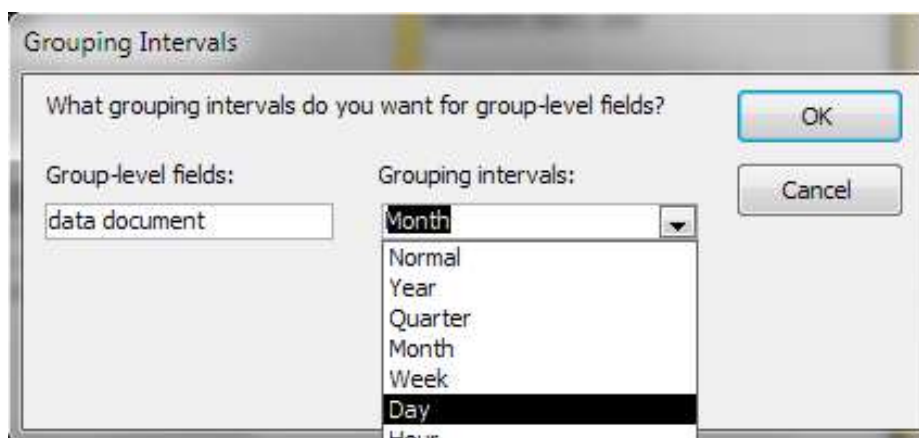 Grouping Intervals
What grouping intervals do you want for group-level fields?
OK
Group-level fields:
Grouping intervals:
Cancel
data document
Month
Normal
Year
Quarter
Month
Week
Day
Hour